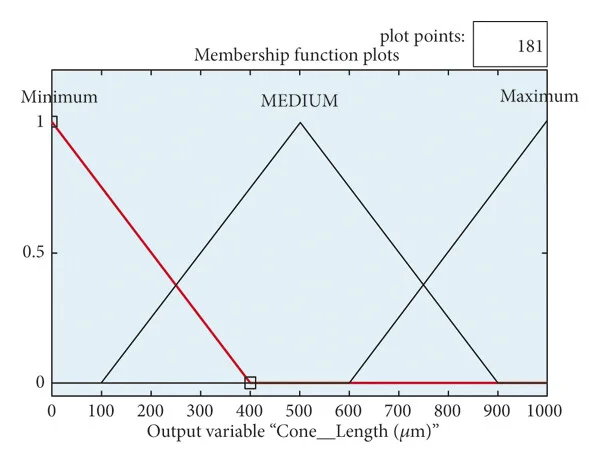 plot points: 181
Membership function plots
Minimum MEDIUM Maximum
1
0.5
0
0 100 200 300 400 500 600 700 800 900 1000
Output variable “Cone__Length (μm)”